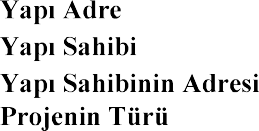 Yapı Adre
Yapı Sahibi
Yapı Sahibinin Adresi
Projenin Türü